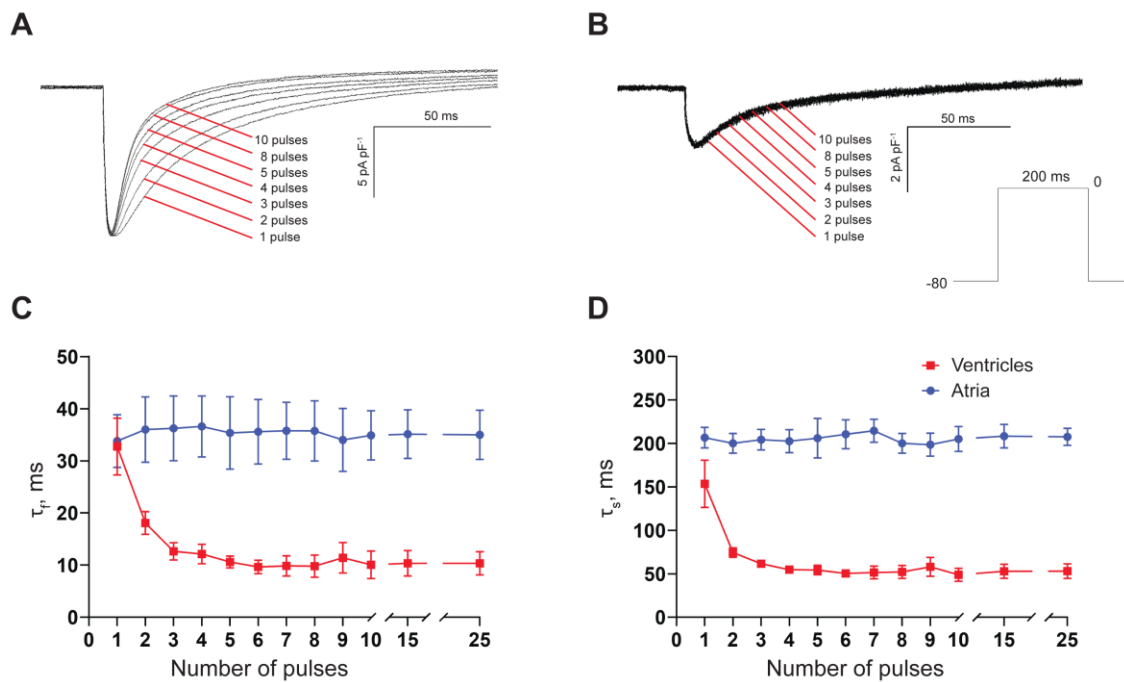 A
50 ms
10 pulses
8 pulses
5 pulses
4 pulses
3 pulses
2 pulses
1 pulse
5 pA pF⁻¹
B
50 ms
10 pulses
8 pulses
5 pulses
4 pulses
3 pulses
2 pulses
1 pulse
2 pA pF⁻¹
200 ms
0
-80
C
50
40
30
20
10
0
τf, ms
0 1 2 3 4 5 6 7 8 9 10 15 25
Number of pulses
D
300
250
200
150
100
50
0
τs, ms
Ventricles
Atria
0 1 2 3 4 5 6 7 8 9 10 15 25
Number of pulses